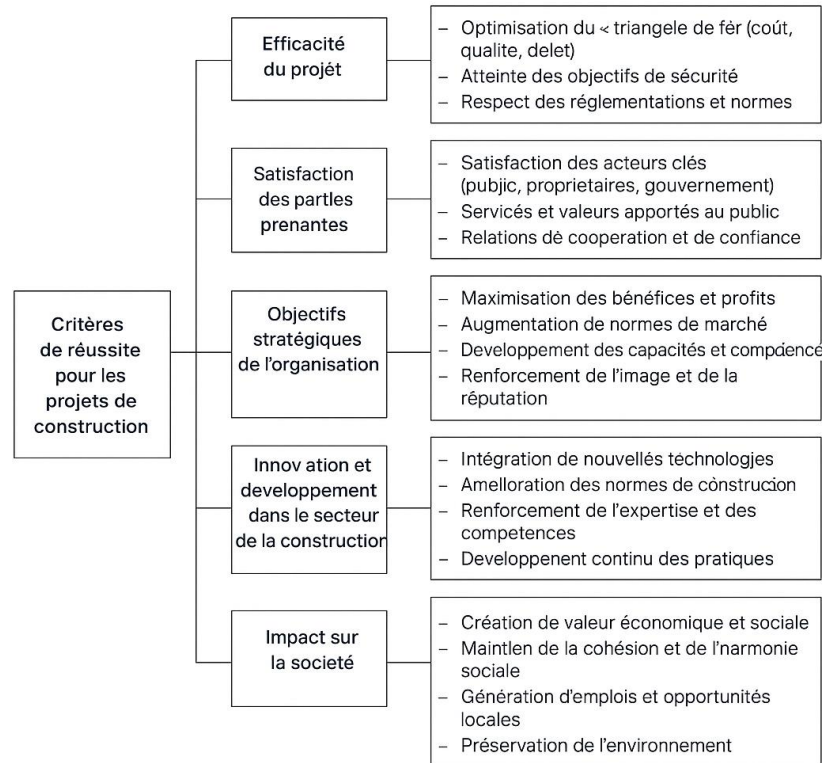 Critères
de réussite
pour les
projets de
construction
Efficacité
du projét
– Optimisation du < triangele de fér (coút,
qualite, delet)
– Atteinte des objectifs de sécurité
– Respect des réglementations et normes
Satisfaction
des partles
prenantes
– Satisfaction des acteurs clés
(pubjic, proprietaires, gouvernement)
– Servicés et valeurs apportés au public
– Relations dė cooperation et de confiance
Objectifs
stratégiques
de l'organisation
– Maximisation des bénéfices et profits
– Augmentation de normes de marché
– Developpement des capacités et
– Renforcement de l'image et de la
réputation
Innov ation et
developpement
dans le secteur
de la construction
– Intégration de nouvellés téchnologjes
– Amelloration des normes de
– Renforcement de l'expertise et des
competences
– Developpenent continu des pratiques
Impact sur
la societé
– Création de valeur économique et sociale
– Maintlen de la cohésion et de l'narmonie
sociale
– Génération d'emplois et opportunités
locales
– Préservation de l'environnement